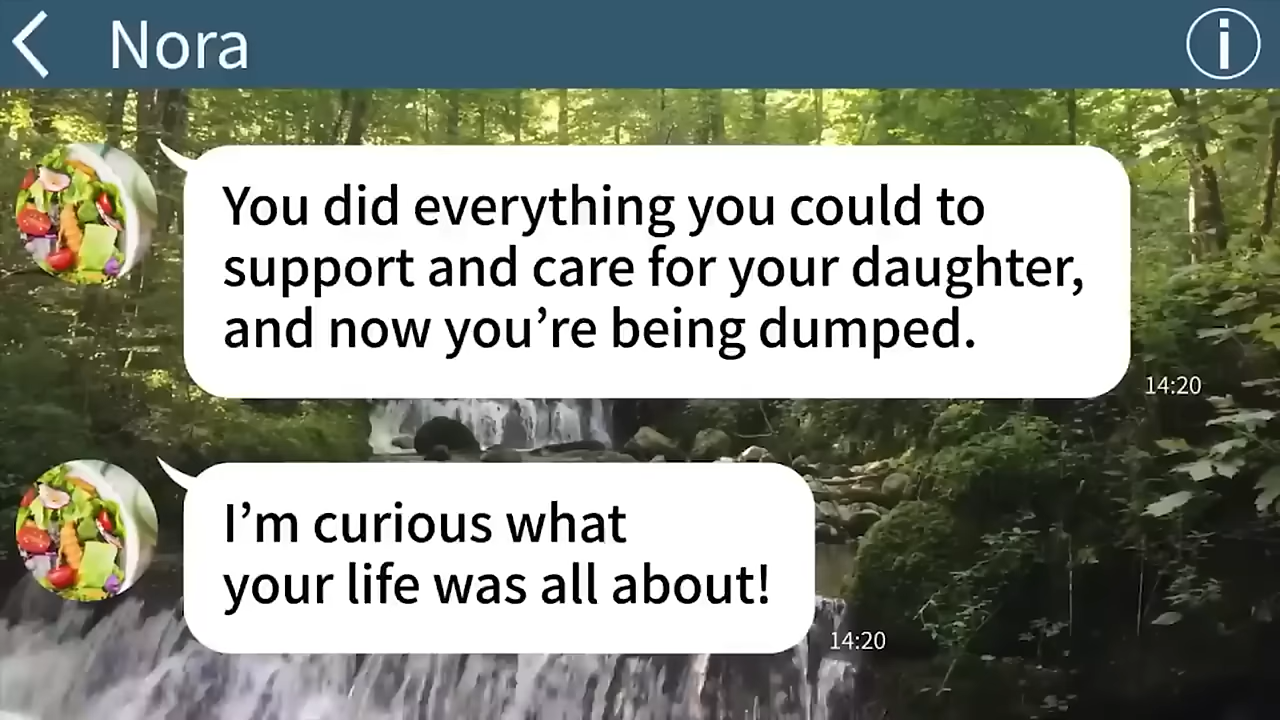 Nora
You did everything you could to
support and care for your daughter,
and now you’re being dumped.
14:20
I’m curious what
your life was all about!
14:20